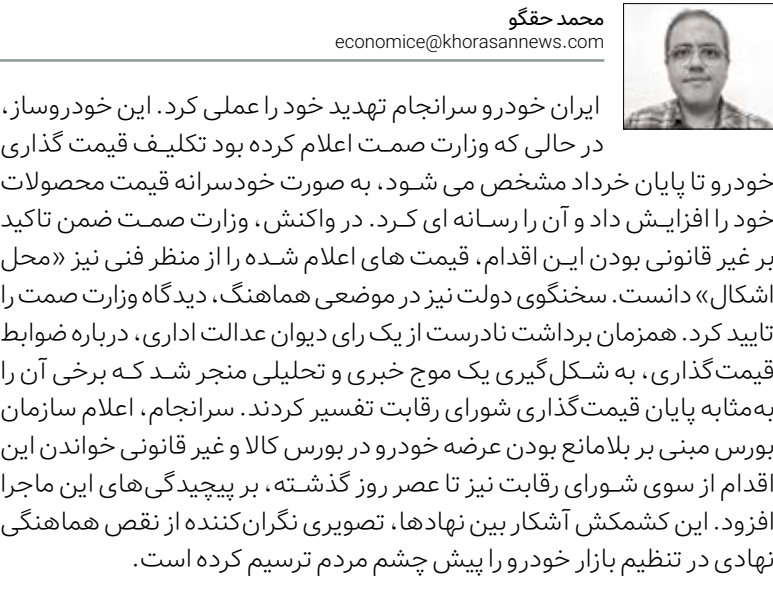 محمد حقگو
economice@khorasannews.com
ایران خودرو سرانجام تهدید خود را عملی کرد. این خودروساز،
در حالی که وزارت صمت اعلام کرده بود تکلیف قیمت گذاری
خودرو تا پایان خرداد مشخص می شود، به صورت خودسرانه قیمت محصولات
خود را افزایش داد و آن را رسانه ای کرد. در واکنش، وزارت صمت ضمن تاکید
بر غیر قانونی بودن این اقدام، قیمت های اعلام شده را از منظر فنی نیز «محل
اشکال» دانست. سخنگوی دولت نیز در موضعی هماهنگ، دیدگاه وزارت صمت را
تایید کرد. همزمان برداشت نادرست از یک رای دیوان عدالت اداری، درباره ضوابط
قیمت‌گذاری، به شکل‌گیری یک موج خبری و تحلیلی منجر شد که برخی آن را
به‌مثابه پایان قیمت‌گذاری شورای رقابت تفسیر کردند. سرانجام، اعلام سازمان
بورس مبنی بر بلامانع بودن عرضه خودرو در بورس کالا و غیر قانونی خواندن این
اقدام از سوی شورای رقابت نیز تا عصر روز گذشته، بر پیچیدگی‌های این ماجرا
افزود. این کشمکش آشکار بین نهادها، تصویری نگران‌کننده از نقص هماهنگی
نهادی در تنظیم بازار خودرو را پیش چشم مردم ترسیم کرده است.